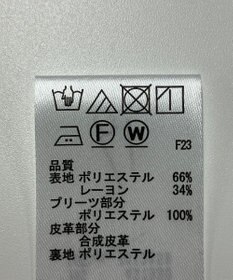 F W
F23
品質
表地 ポリエステル 66%
レーヨン 34%
プリーツ部分
ポリエステル 100%
皮革部分
合成皮革
裏地 ポリエステル